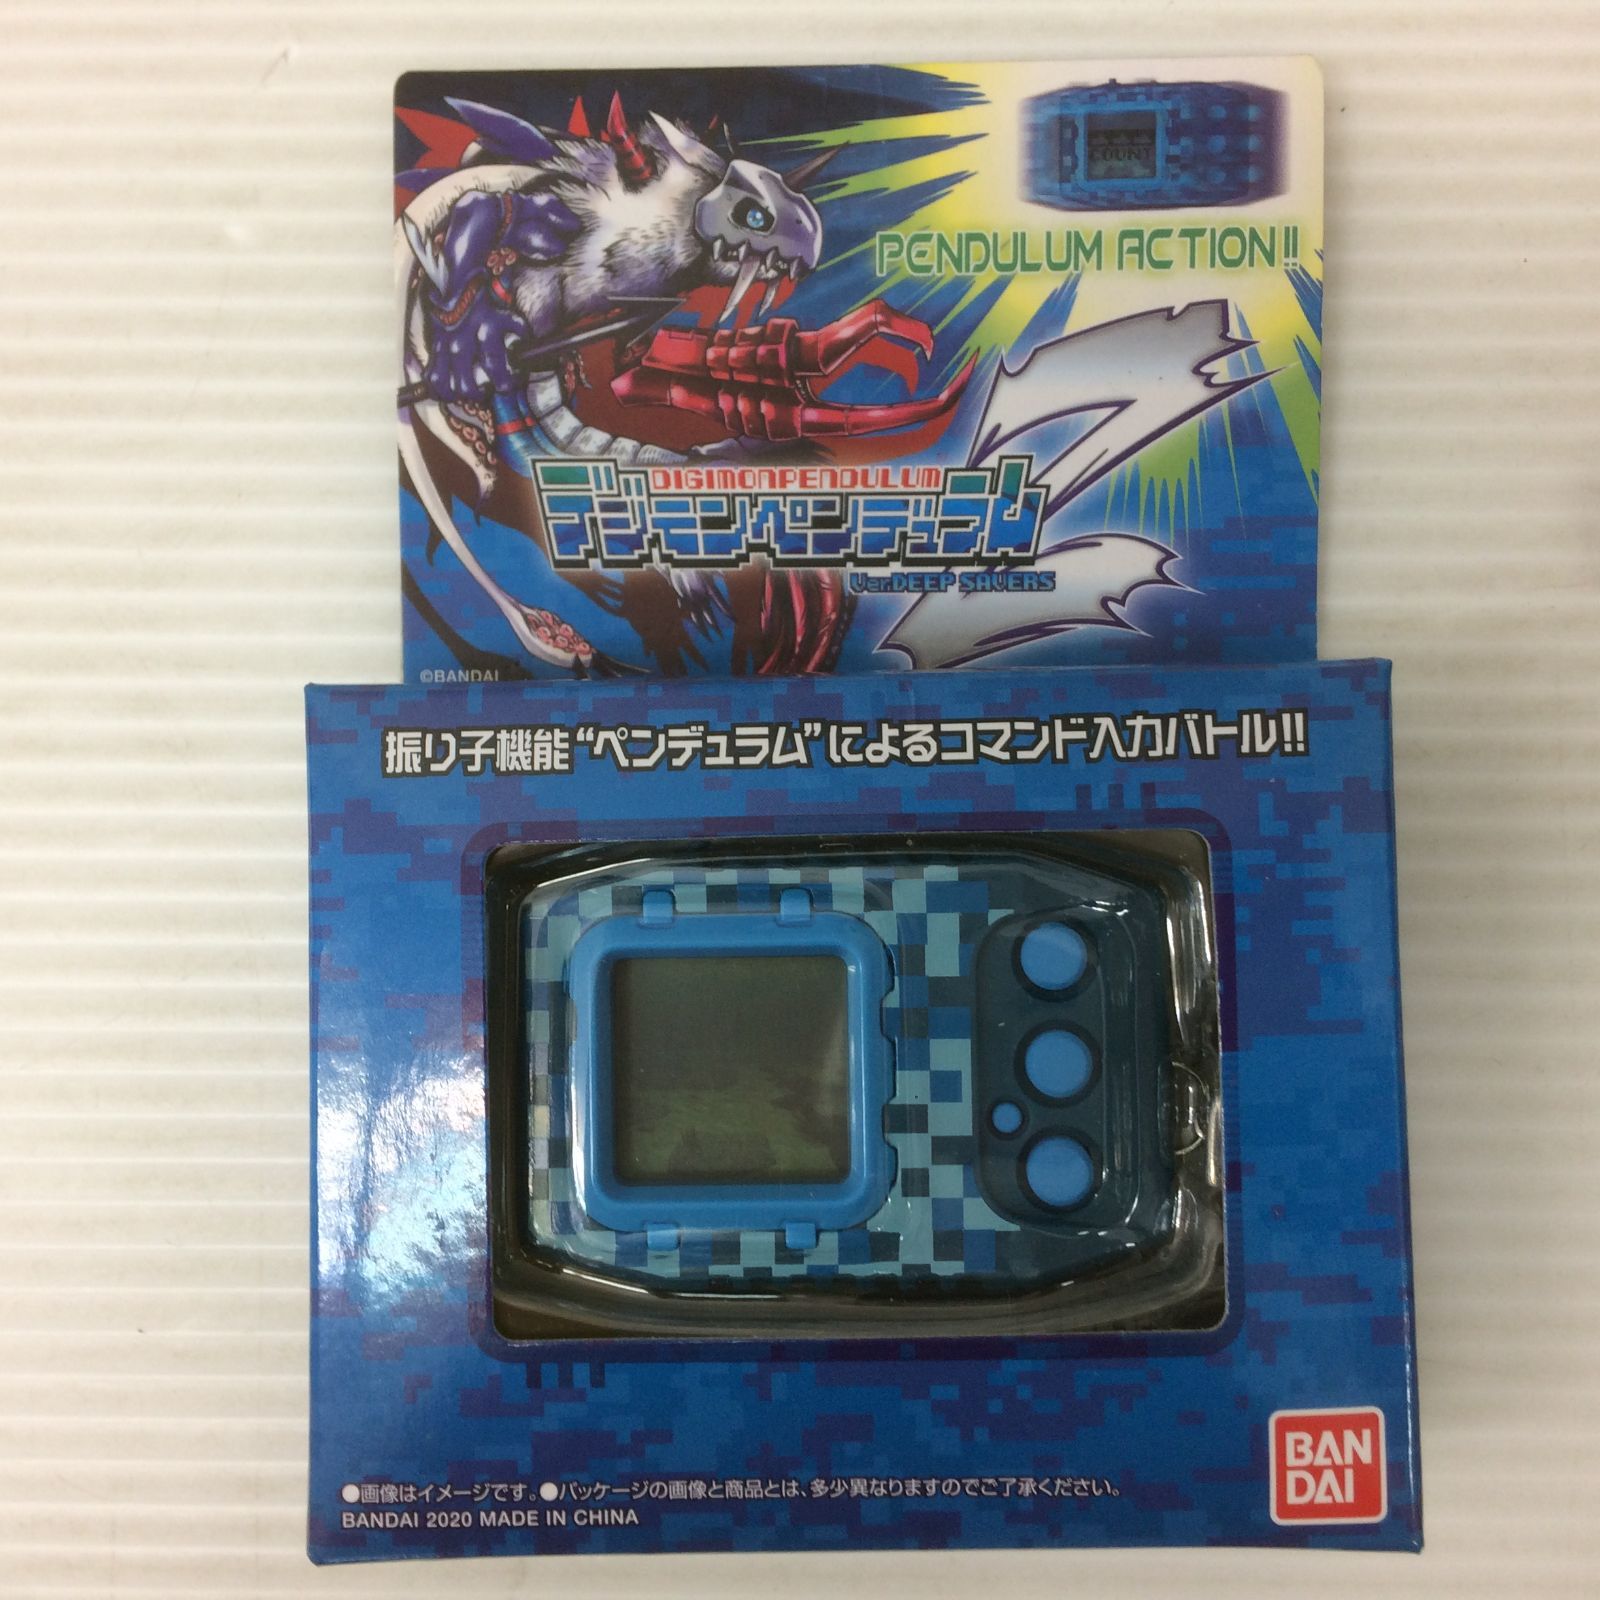 COUNT
PENDULUM ACTION!!
DIGIMONPENDULUM
デジモンペンデュラムZ
Ver.DEEP SAVERS
©BANDAI
振り子機能“ペンデュラム”によるコマンド入力バトル!!
BAN
DAI
●画像はイメージです。●パッケージの画像と商品とは、多少異なりますのでご了承ください。
BANDAI 2020 MADE IN CHINA